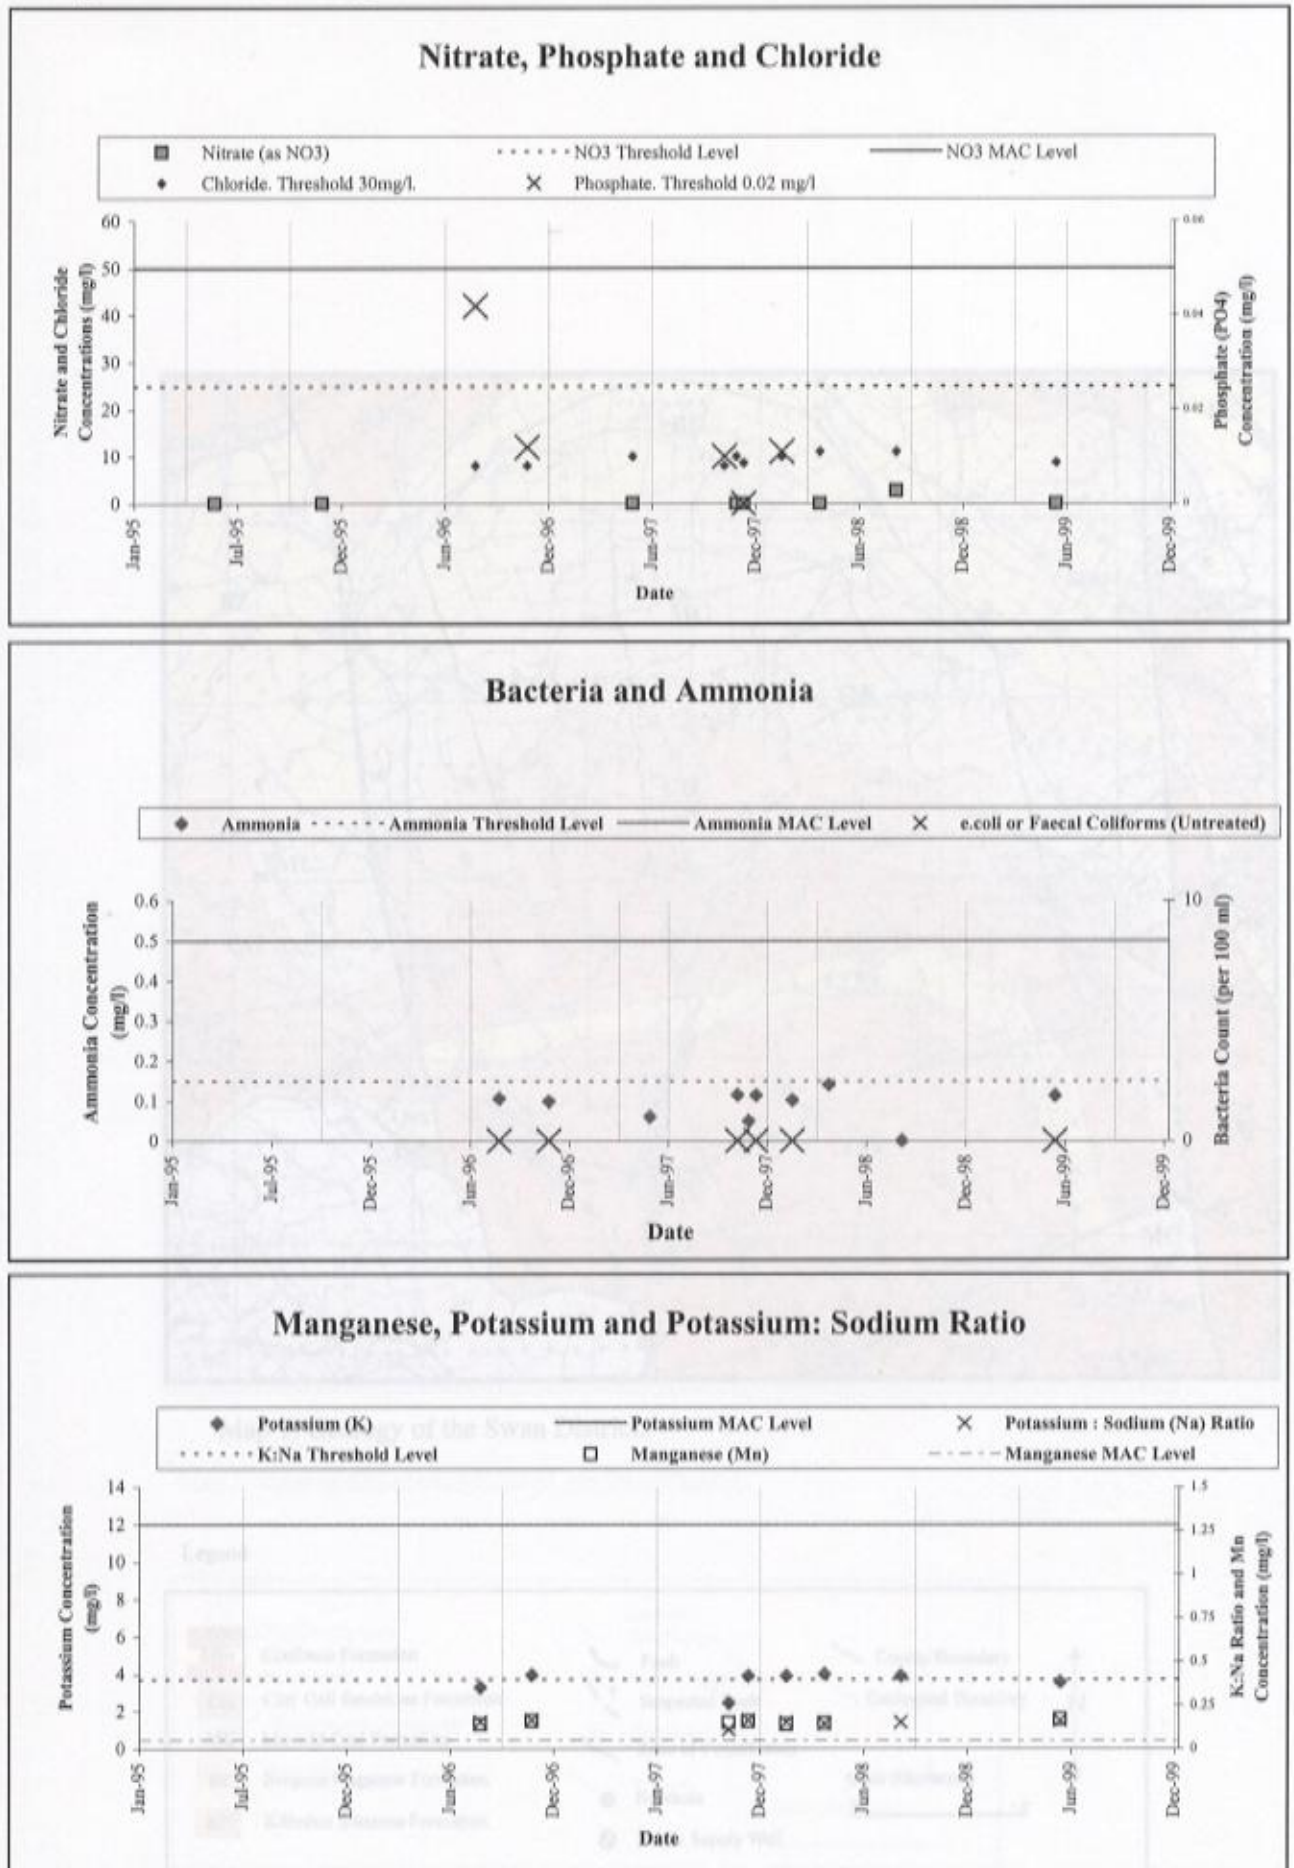 Nitrate, Phosphate and Chloride
Nitrate (as NO3) NO3 Threshold Level NO3 MAC Level
Chloride. Threshold 30mg/l. Phosphate. Threshold 0.02 mg/l
Nitrate and Chloride
Concentrations (mg/l)
60
50
40
30
20
10
0
0.06
0.04
0.02
0
Phosphate (PO4)
Concentration (mg/l)
Jan-95 Jul-95 Dec-95 Jun-96 Dec-96 Jun-97 Dec-97 Jun-98 Dec-98 Jun-99 Dec-99
Date
Bacteria and Ammonia
Ammonia Ammonia Threshold Level Ammonia MAC Level e.coli or Faecal Coliforms (Untreated)
Ammonia Concentration
(mg/l)
0.6
0.5
0.4
0.3
0.2
0.1
0
10
0
Bacteria Count (per 100 ml)
Jan-95 Jul-95 Dec-95 Jun-96 Dec-96 Jun-97 Dec-97 Jun-98 Dec-98 Jun-99 Dec-99
Date
Manganese, Potassium and Potassium: Sodium Ratio
Potassium (K) Potassium MAC Level Potassium : Sodium (Na) Ratio
K:Na Threshold Level Manganese (Mn) Manganese MAC Level
Potassium Concentration
(mg/l)
14
12
10
8
6
4
2
0
1.5
1.25
1
0.75
0.5
0.25
0
K:Na Ratio and Mn
Concentration (mg/l)
Jan-95 Jul-95 Dec-95 Jun-96 Dec-96 Jun-97 Dec-97 Jun-98 Dec-98 Jun-99 Dec-99
Date
Legend